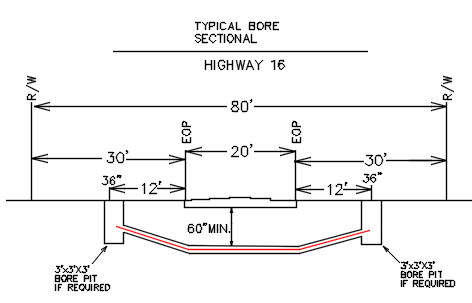 TYPICAL BORE
SECTIONAL
HIGHWAY 16
R/W
R/W
80'
EOP
EOP
30'
20'
30'
36"
12'
12'
36"
60"MIN.
3'x3'x3'
BORE PIT
IF REQUIRED
3'x3'x3'
BORE PIT
IF REQUIRED